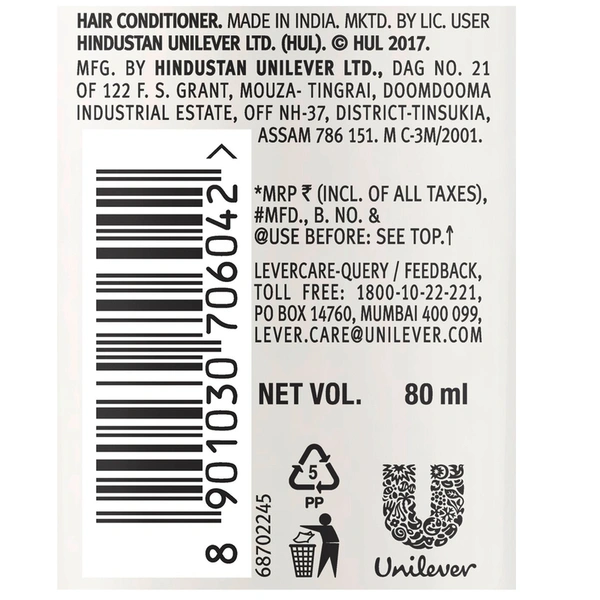 HAIR CONDITIONER. MADE IN INDIA. MKTD. BY LIC. USER
HINDUSTAN UNILEVER LTD. (HUL). © HUL 2017.
MFG. BY HINDUSTAN UNILEVER LTD., DAG NO. 21
OF 122 F. S. GRANT, MOUZA- TINGRAI, DOOMDOOMA
INDUSTRIAL ESTATE, OFF NH-37, DISTRICT-TINSUKIA,
ASSAM 786 151. M C-3M/2001.
*MRP ₹ (INCL. OF ALL TAXES),
#MFD., B. NO. &
@USE BEFORE: SEE TOP.↑
LEVERCARE-QUERY / FEEDBACK,
TOLL FREE: 1800-10-22-221,
PO BOX 14760, MUMBAI 400 099,
LEVER.CARE@UNILEVER.COM
NET VOL. 80 ml
8 901030 706042 >
68702245
5
PP
Unilever